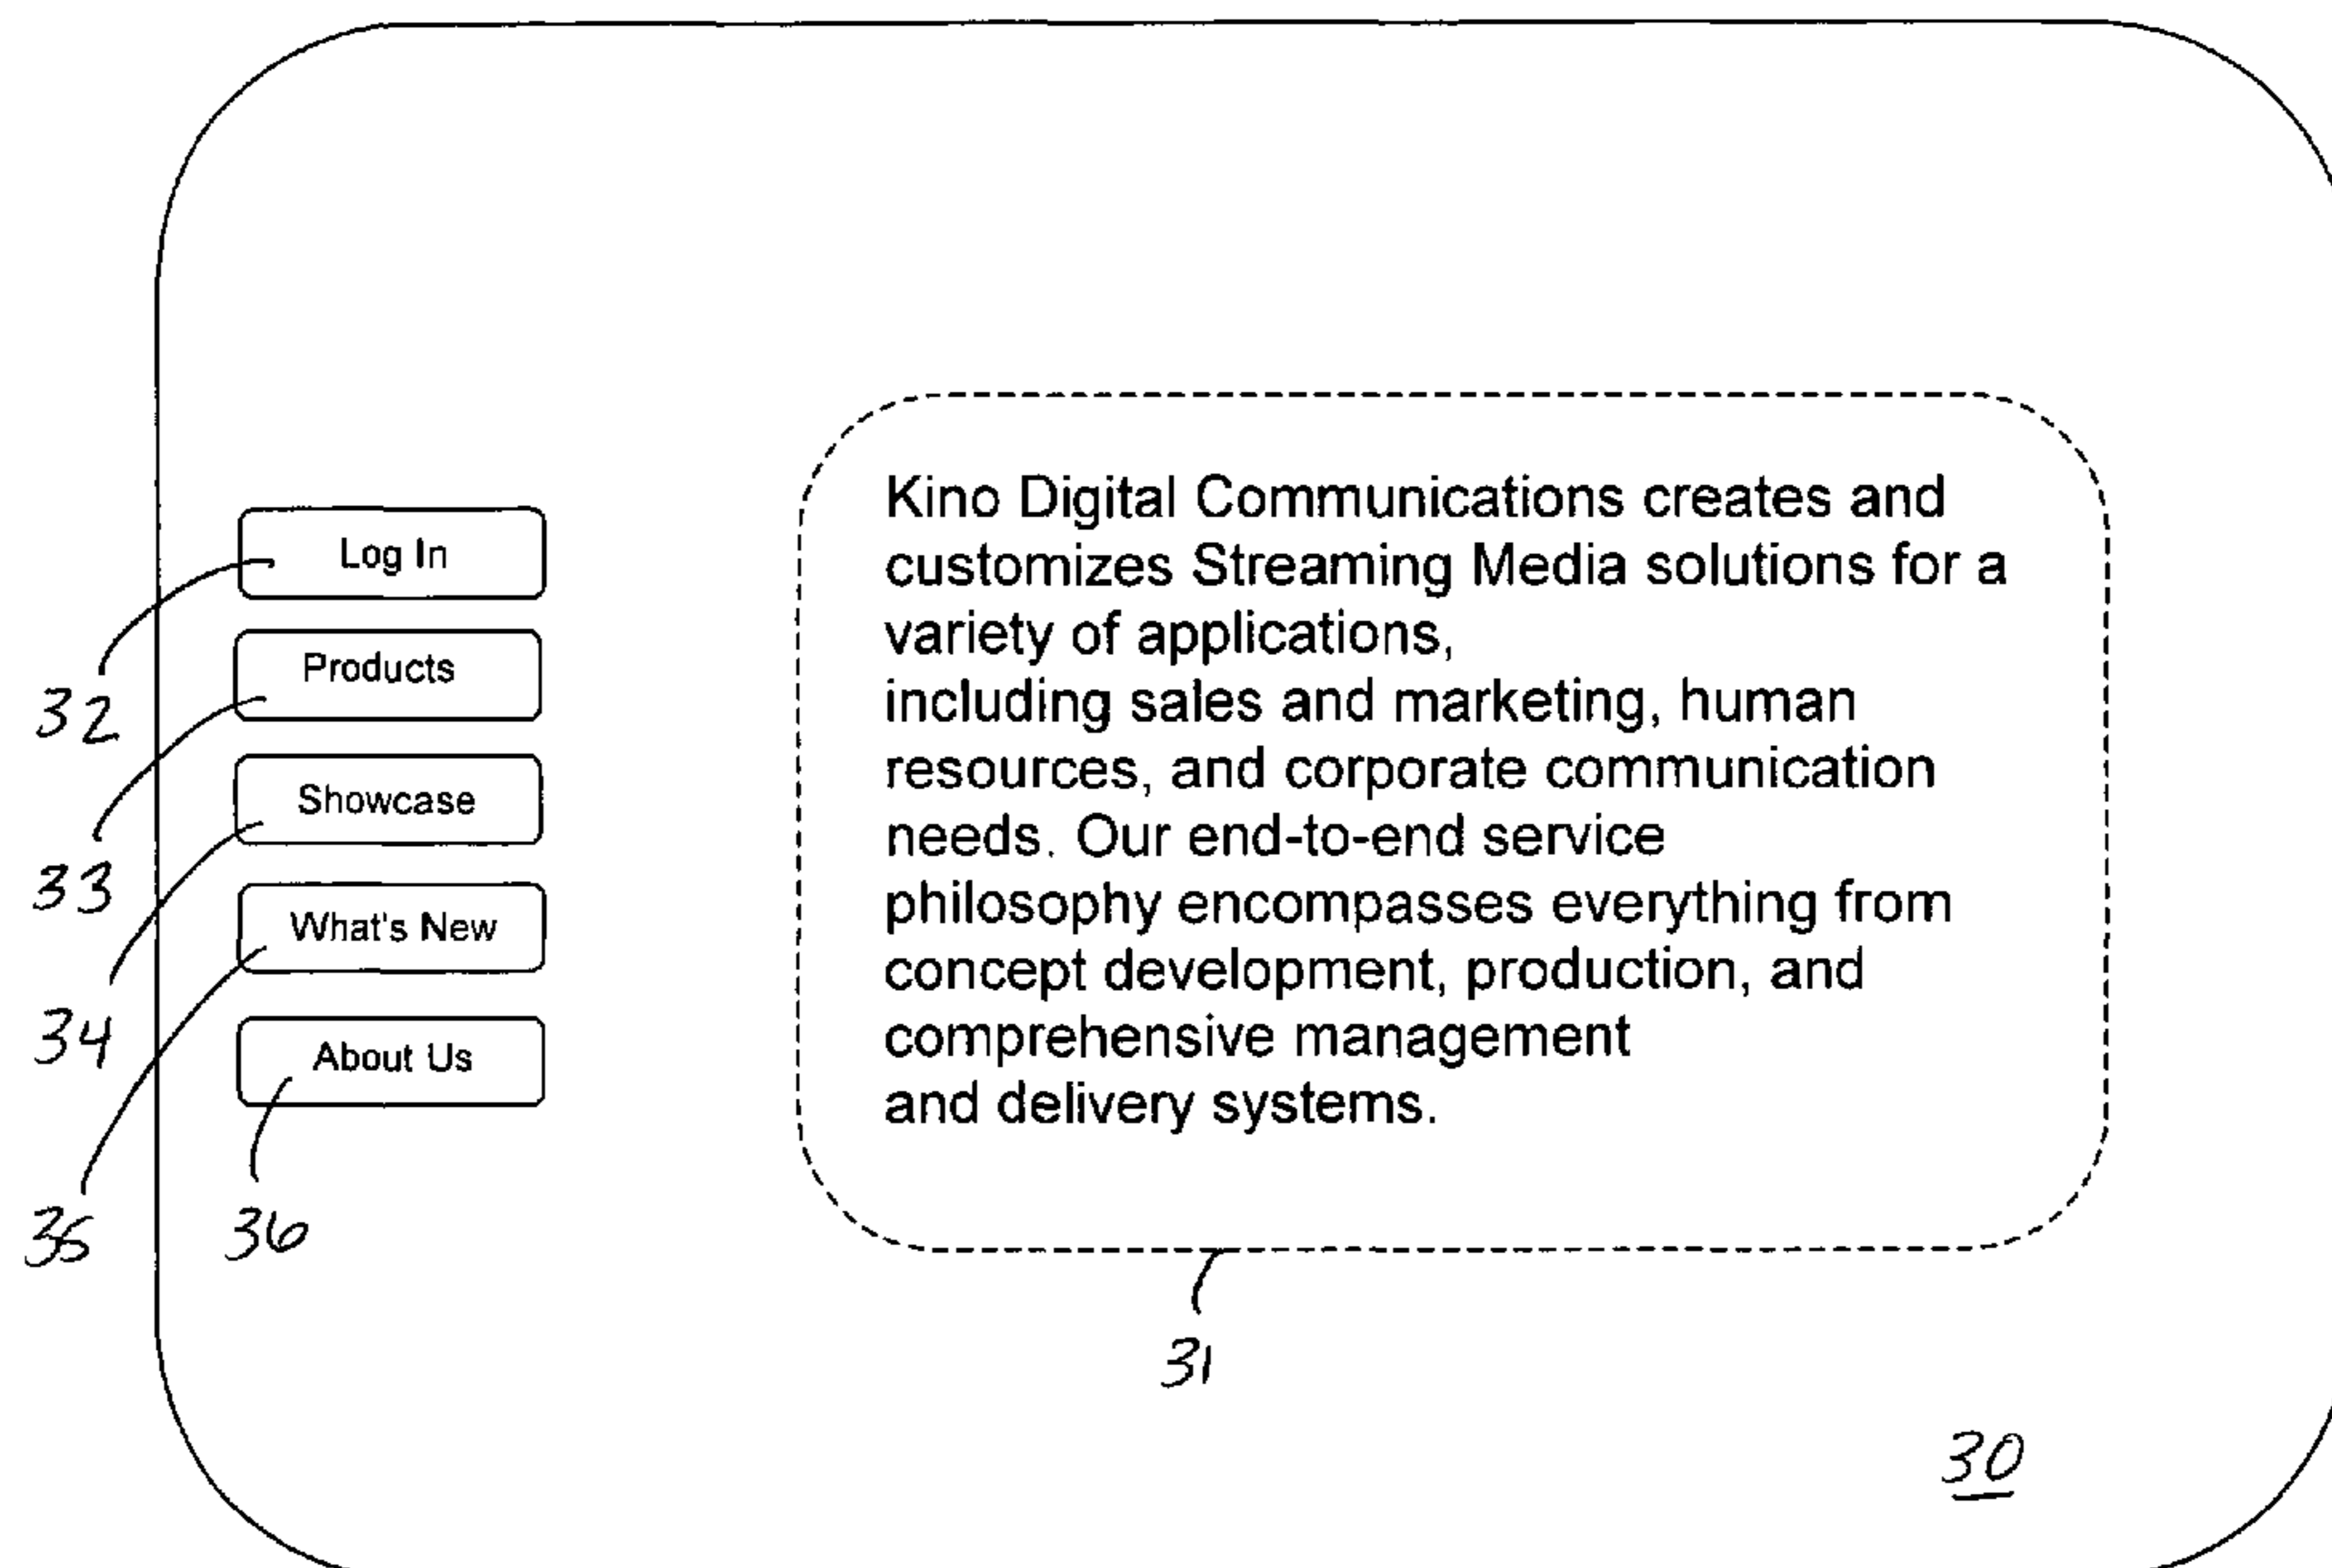 Log In
32
Products
33
Showcase
34
What's New
35
About Us
36
Kino Digital Communications creates and
customizes Streaming Media solutions for a
variety of applications,
including sales and marketing, human
resources, and corporate communication
needs. Our end-to-end service
philosophy encompasses everything from
concept development, production, and
comprehensive management
and delivery systems.
31
30